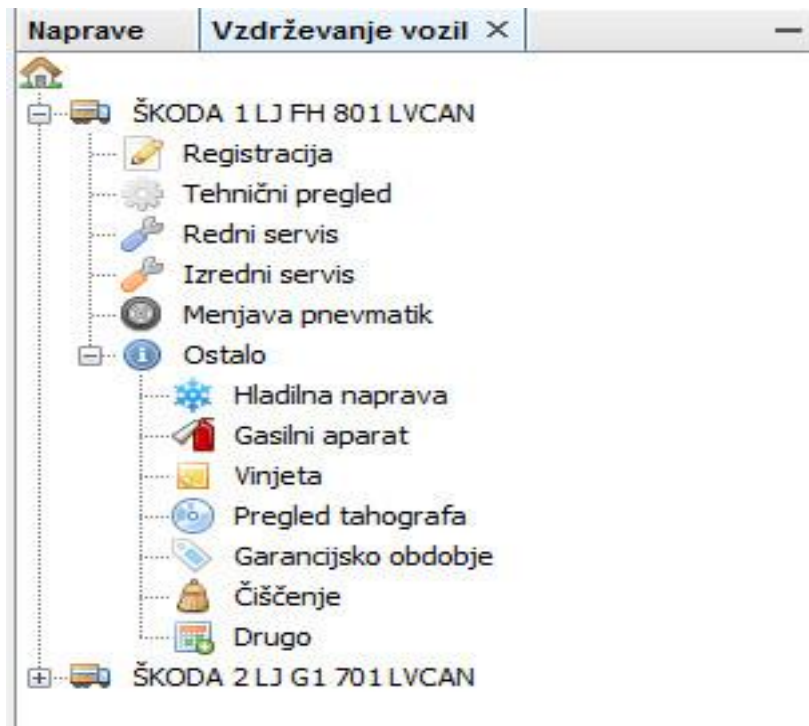 Naprave Vzdrževanje vozil
ŠKODA 1 LJ FH 801 LVCAN
Registracija
Tehnični pregled
Redni servis
Izredni servis
Menjava pnevmatik
Ostalo
Hladilna naprava
Gasilni aparat
Vinjeta
Pregled tahografa
Garancijsko obdobje
Čiščenje
Drugo
ŠKODA 2 LJ G1 701 LVCAN